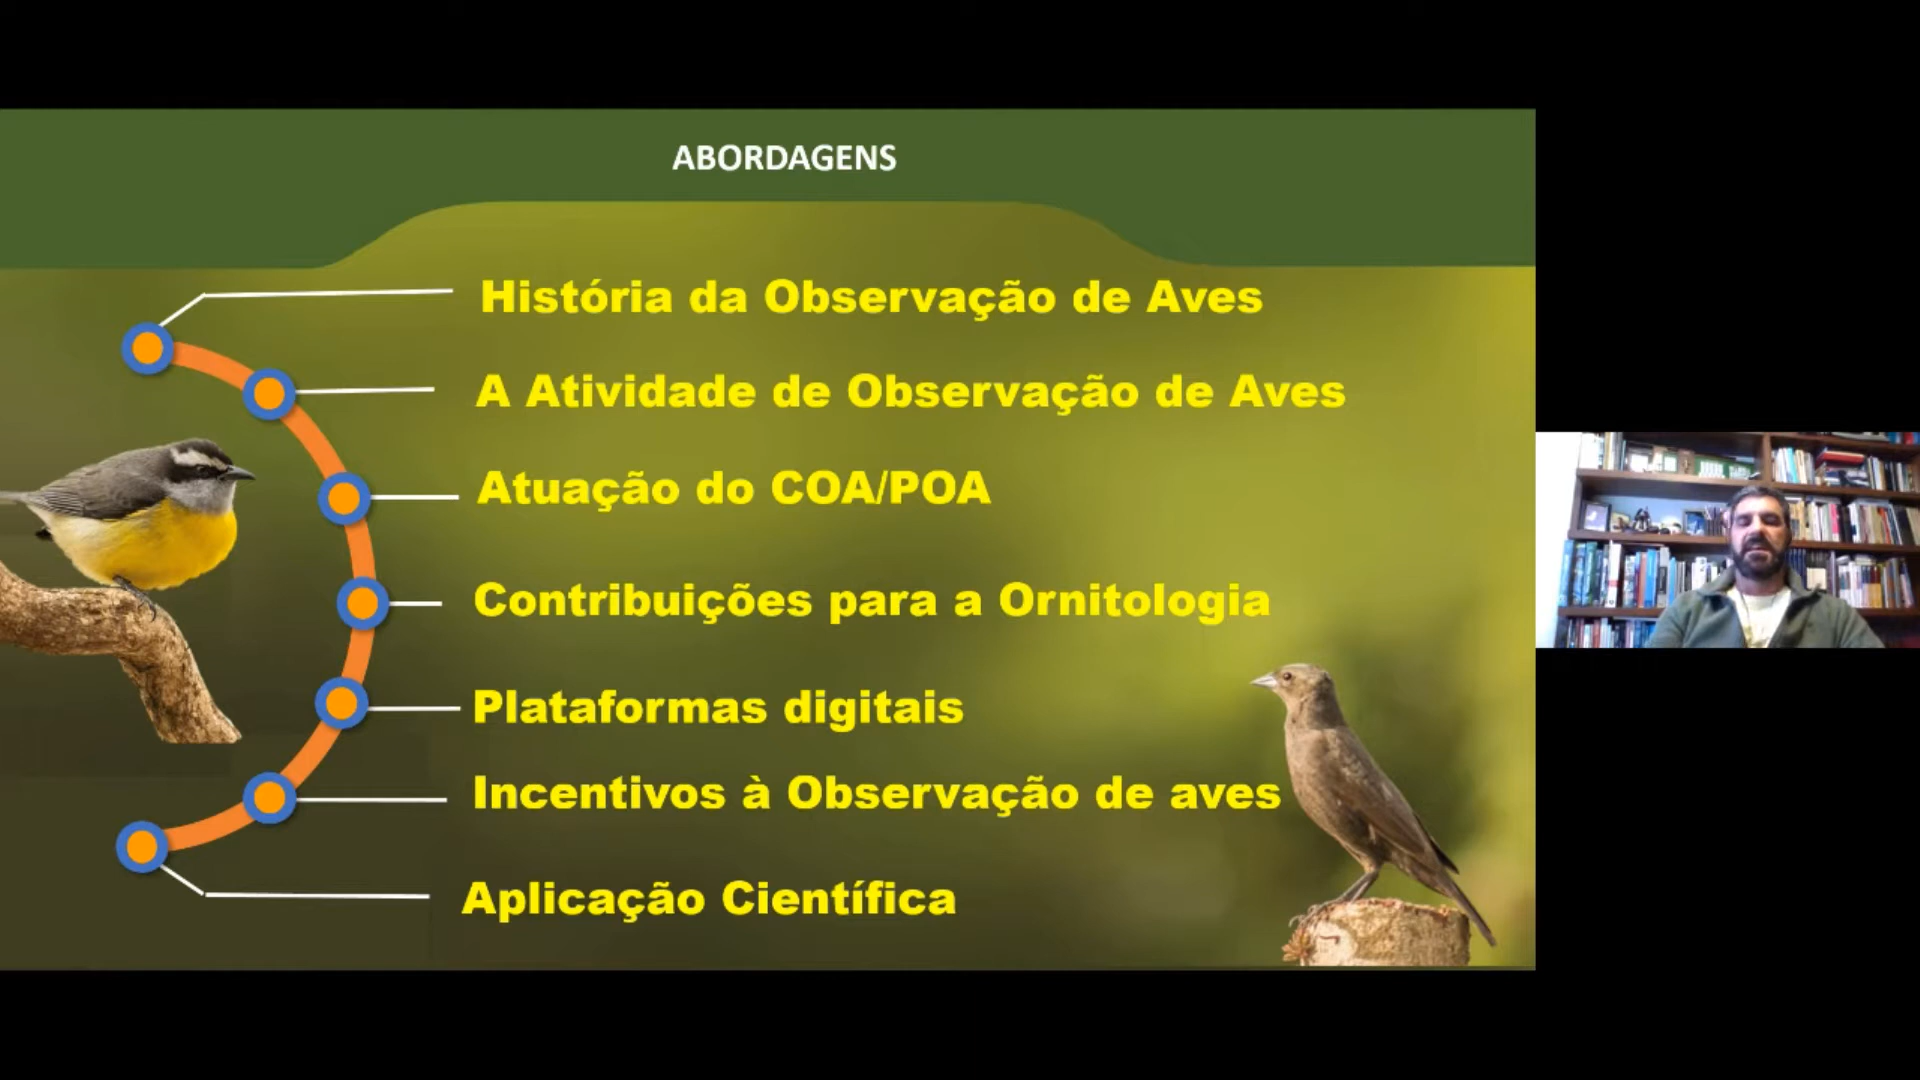 ABORDAGENS
História da Observação de Aves
A Atividade de Observação de Aves
Atuação do COA/POA
Contribuições para a Ornitologia
Plataformas digitais
Incentivos à Observação de aves
Aplicação Científica